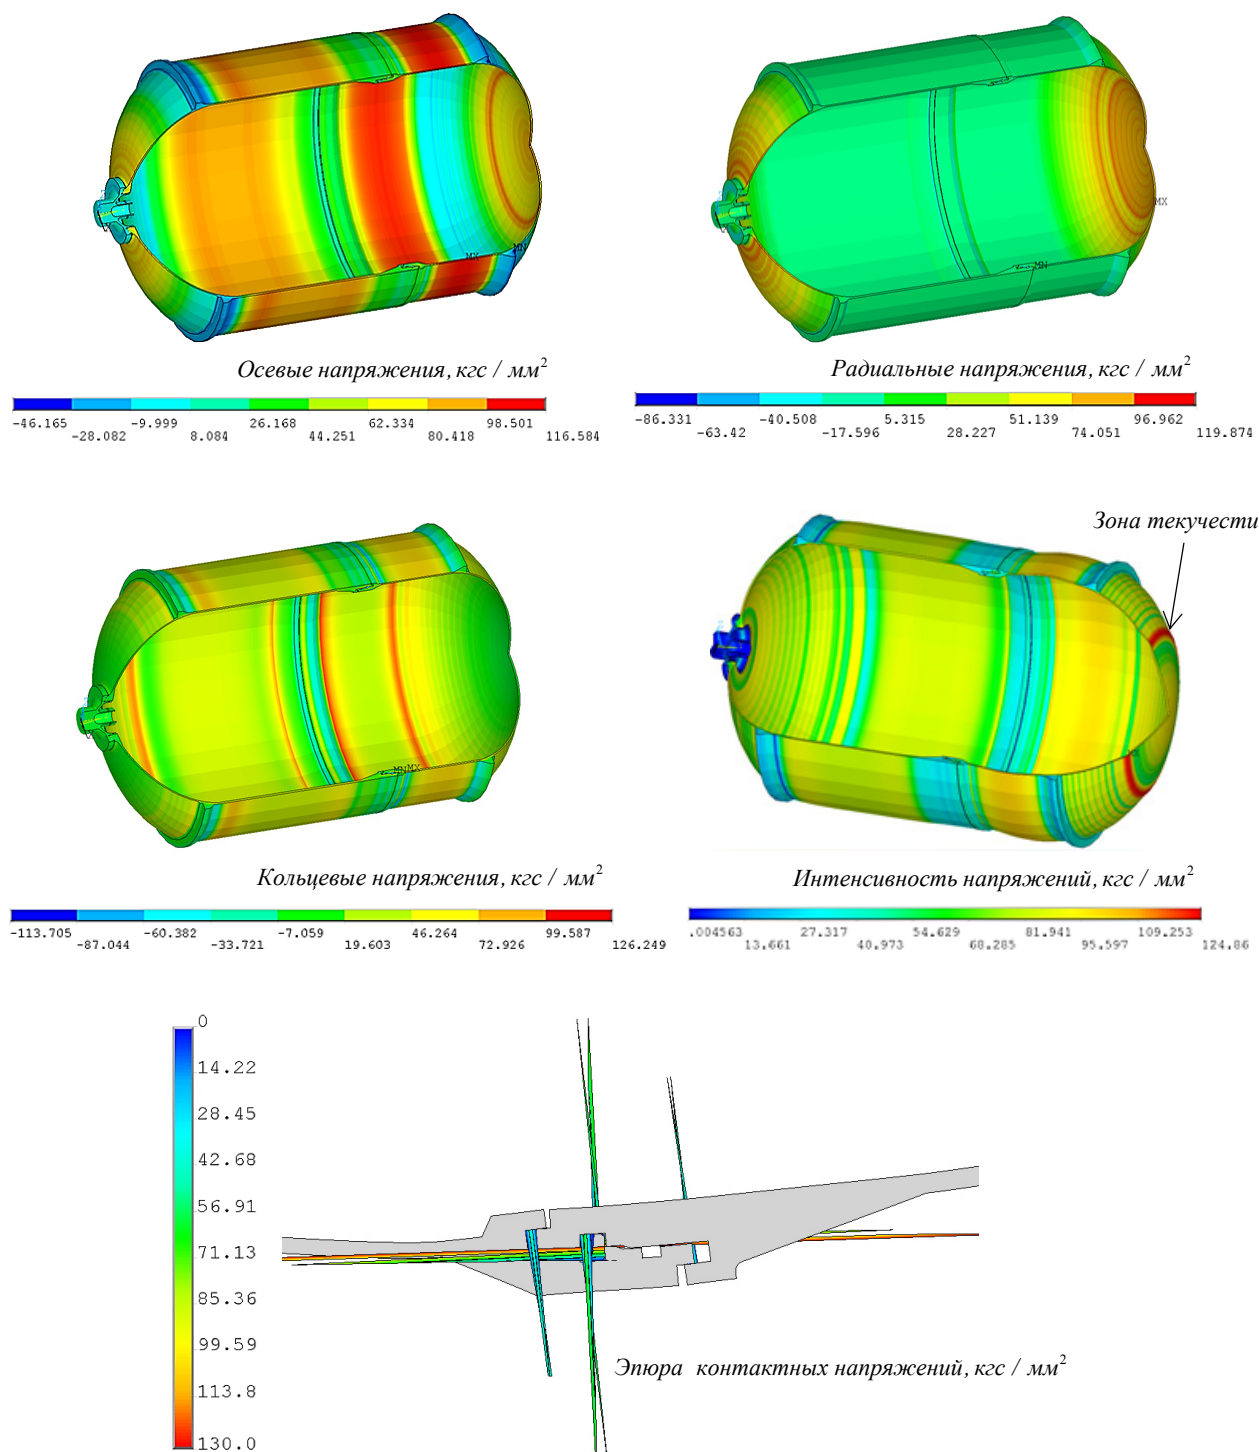 MX
MN
Осевые напряжения, кгс / мм²
-46.165 -9.999 26.168 62.334 98.501
-28.082 8.084 44.251 80.418 116.584
MX
MN
Радиальные напряжения, кгс / мм²
-86.331 -40.508 5.315 51.139 96.962
-63.42 -17.596 28.227 74.051 119.874
Зона текучести
MN MX
Кольцевые напряжения, кгс / мм²
-113.705 -60.382 -7.059 46.264 99.587
-87.044 -33.721 19.603 72.926 126.249
Интенсивность напряжений, кгс / мм²
.004563 27.317 54.629 81.941 109.253
13.661 40.973 68.285 95.597 124.86
0
14.22
28.45
42.68
56.91
71.13
85.36
99.59
113.8
130.0
Эпюра контактных напряжений, кгс / мм²